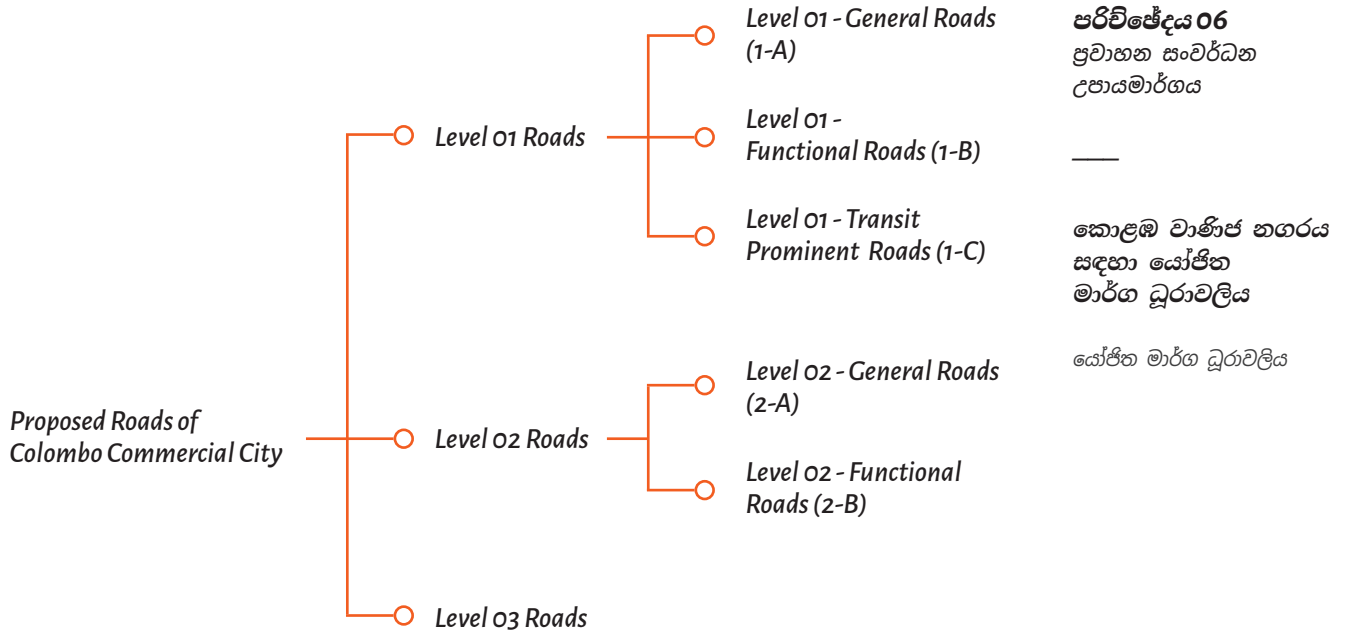 Proposed Roads of
Colombo Commercial City
Level 01 Roads
Level 01 - General Roads
(1-A)
Level 01 -
Functional Roads (1-B)
Level 01 - Transit
Prominent Roads (1-C)
Level 02 Roads
Level 02 - General Roads
(2-A)
Level 02 - Functional
Roads (2-B)
Level 03 Roads
පරිච්ඡේදය 06
ප්‍රවාහන සංවර්ධන
උපායමාර්ගය
කොළඹ වාණිජ නගරය
සඳහා යෝජිත
මාර්ග ධූරාවලිය
යෝජිත මාර්ග ධූරාවලිය